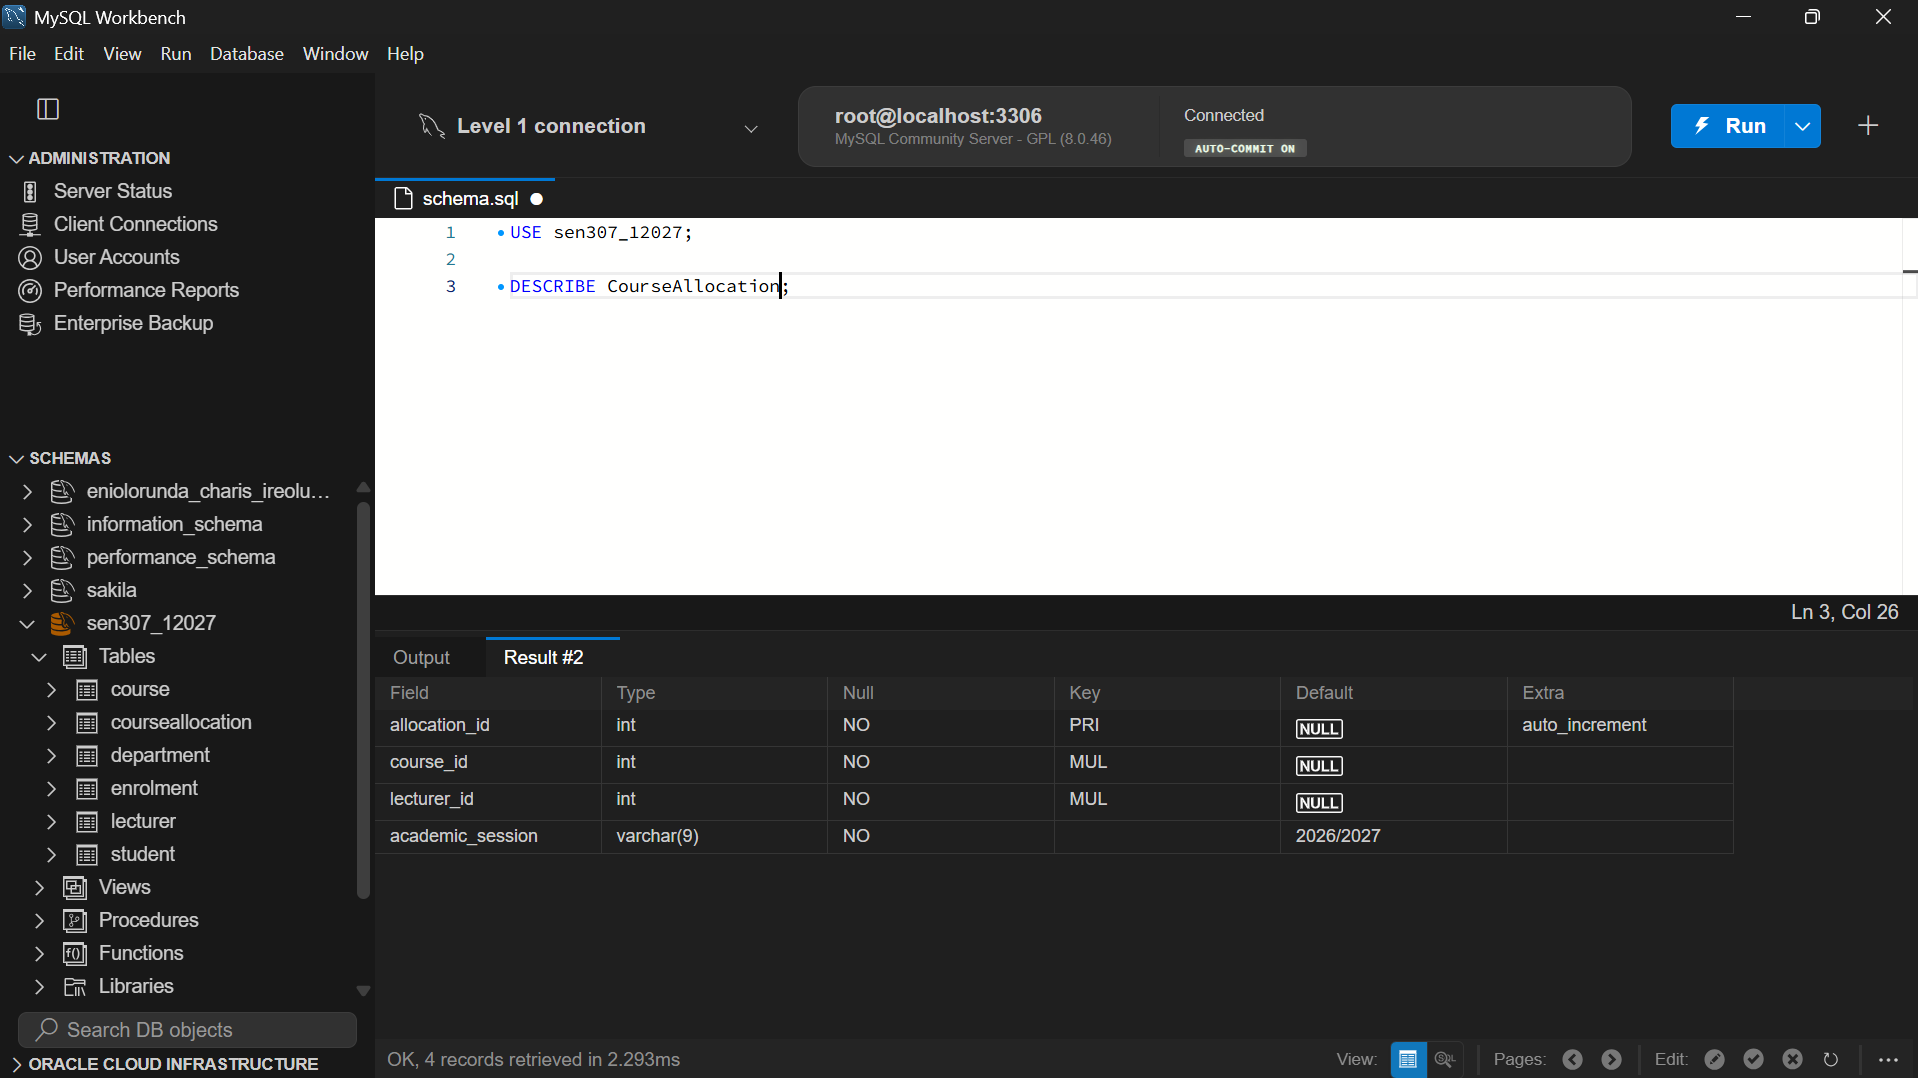 MySQL Workbench
File Edit View Run Database Window Help
Level 1 connection
root@localhost:3306
MySQL Community Server - GPL (8.0.46)
Connected
AUTO-COMMIT ON
Run
ADMINISTRATION
Server Status
Client Connections
User Accounts
Performance Reports
Enterprise Backup
SCHEMAS
eniolorunda_charis_ireolu...
information_schema
performance_schema
sakila
sen307_12027
Tables
course
courseallocation
department
enrolment
lecturer
student
Views
Procedures
Functions
Libraries
Search DB objects
ORACLE CLOUD INFRASTRUCTURE
schema.sql
1 USE sen307_12027;
2
3 DESCRIBE CourseAllocation;
Ln 3, Col 26
Output Result #2
Field Type Null Key Default Extra
allocation_id int NO PRI NULL auto_increment
course_id int NO MUL NULL
lecturer_id int NO MUL NULL
academic_session varchar(9) NO 2026/2027
OK, 4 records retrieved in 2.293ms
View: SQL Pages: Edit: